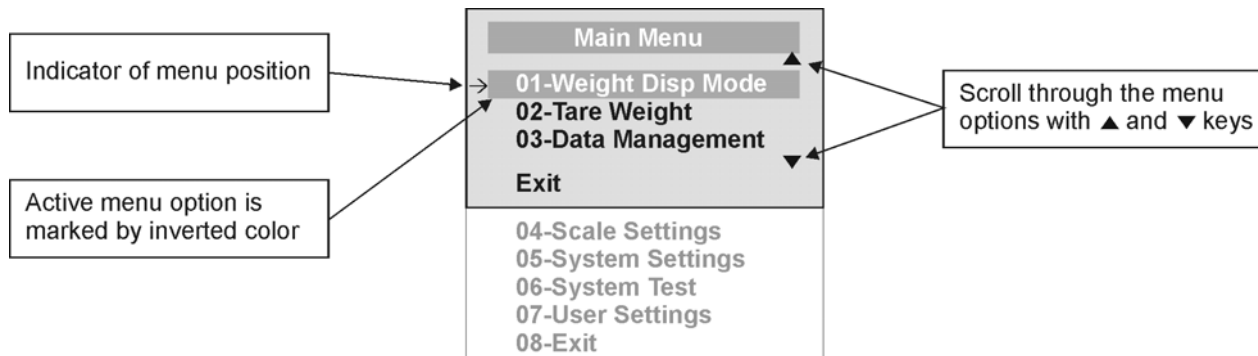 Main Menu
Indicator of menu position
→ 01-Weight Disp Mode
02-Tare Weight
03-Data Management
Exit
Scroll through the menu
options with ▲ and ▼ keys
Active menu option is
marked by inverted color
04-Scale Settings
05-System Settings
06-System Test
07-User Settings
08-Exit